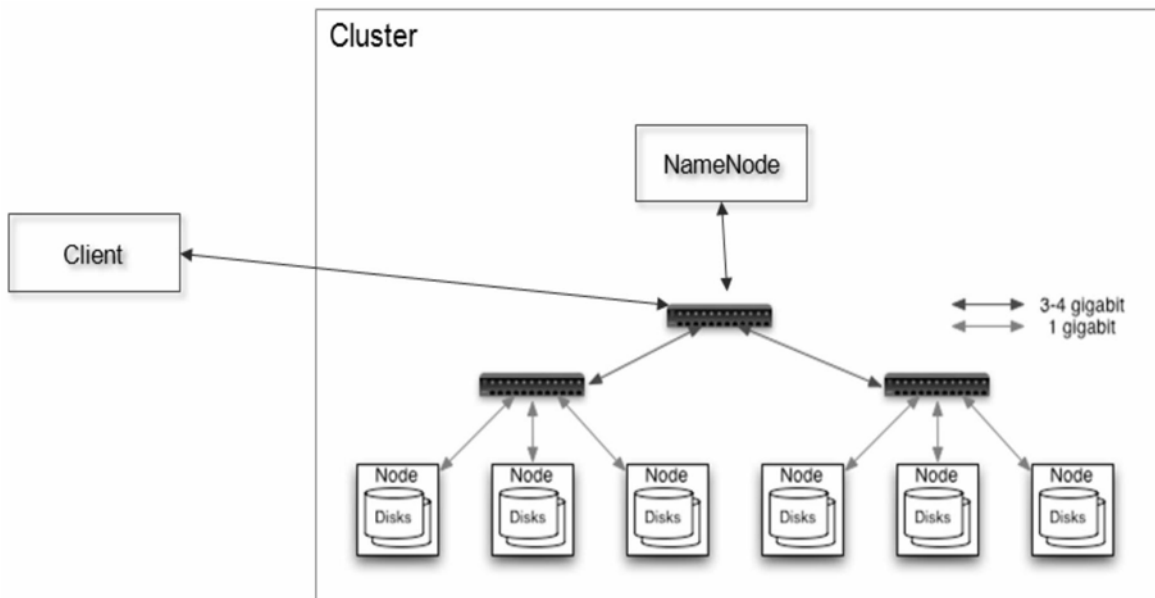 Cluster
NameNode
Client
3-4 gigabit
1 gigabit
Node
Disks
Node
Disks
Node
Disks
Node
Disks
Node
Disks
Node
Disks